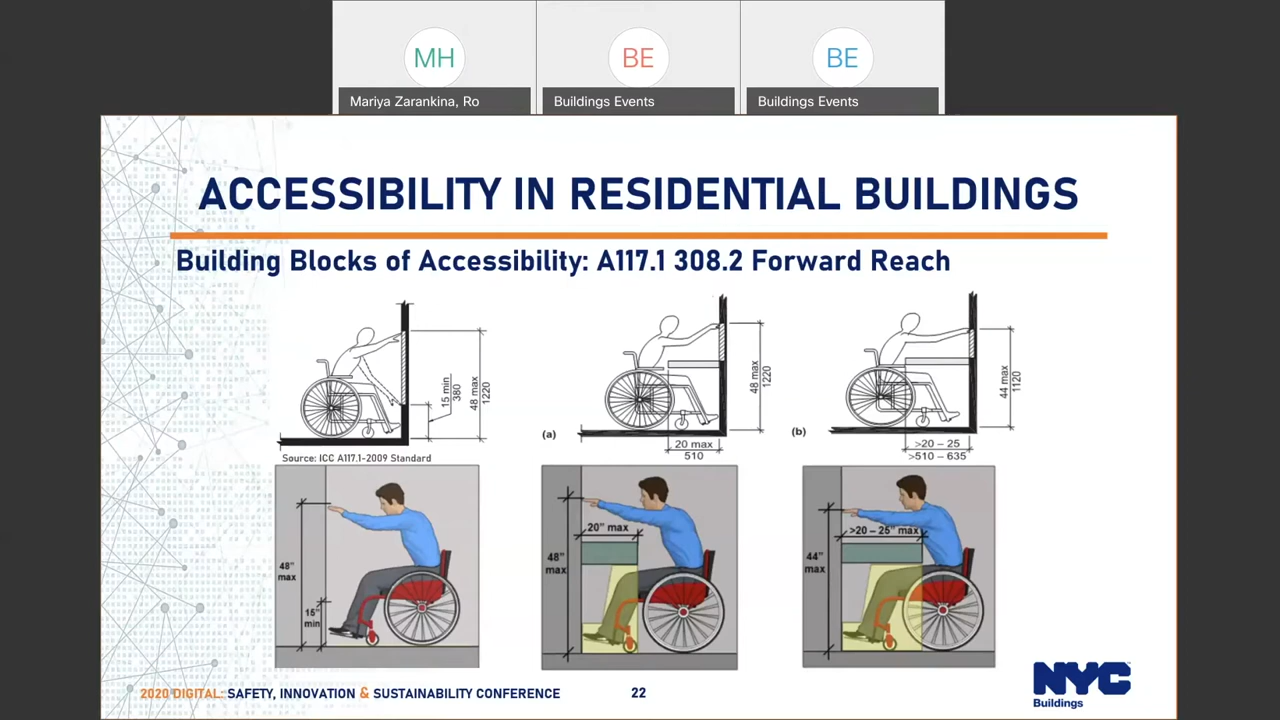 MH
BE
BE
Mariya Zarankina, Ro
Buildings Events
Buildings Events
ACCESSIBILITY IN RESIDENTIAL BUILDINGS
Building Blocks of Accessibility: A117.1 308.2 Forward Reach
15 min
380
48 max
1220
Source: ICC A117.1-2009 Standard
(a)
48 max
1220
20 max
510
(b)
44 max
1120
>20 – 25
>510 – 635
48"
max
15"
min
20" max
48"
max
>20 – 25" max
44"
max
2020 DIGITAL: SAFETY, INNOVATION & SUSTAINABILITY CONFERENCE
22
NYC
Buildings